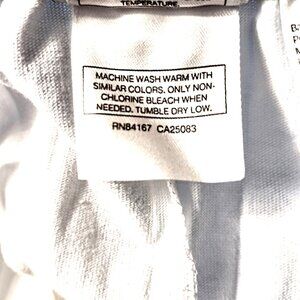 TEMPERATURE
MACHINE WASH WARM WITH
SIMILAR COLORS. ONLY NON-
CHLORINE BLEACH WHEN
NEEDED. TUMBLE DRY LOW.
RN84167 CA25083